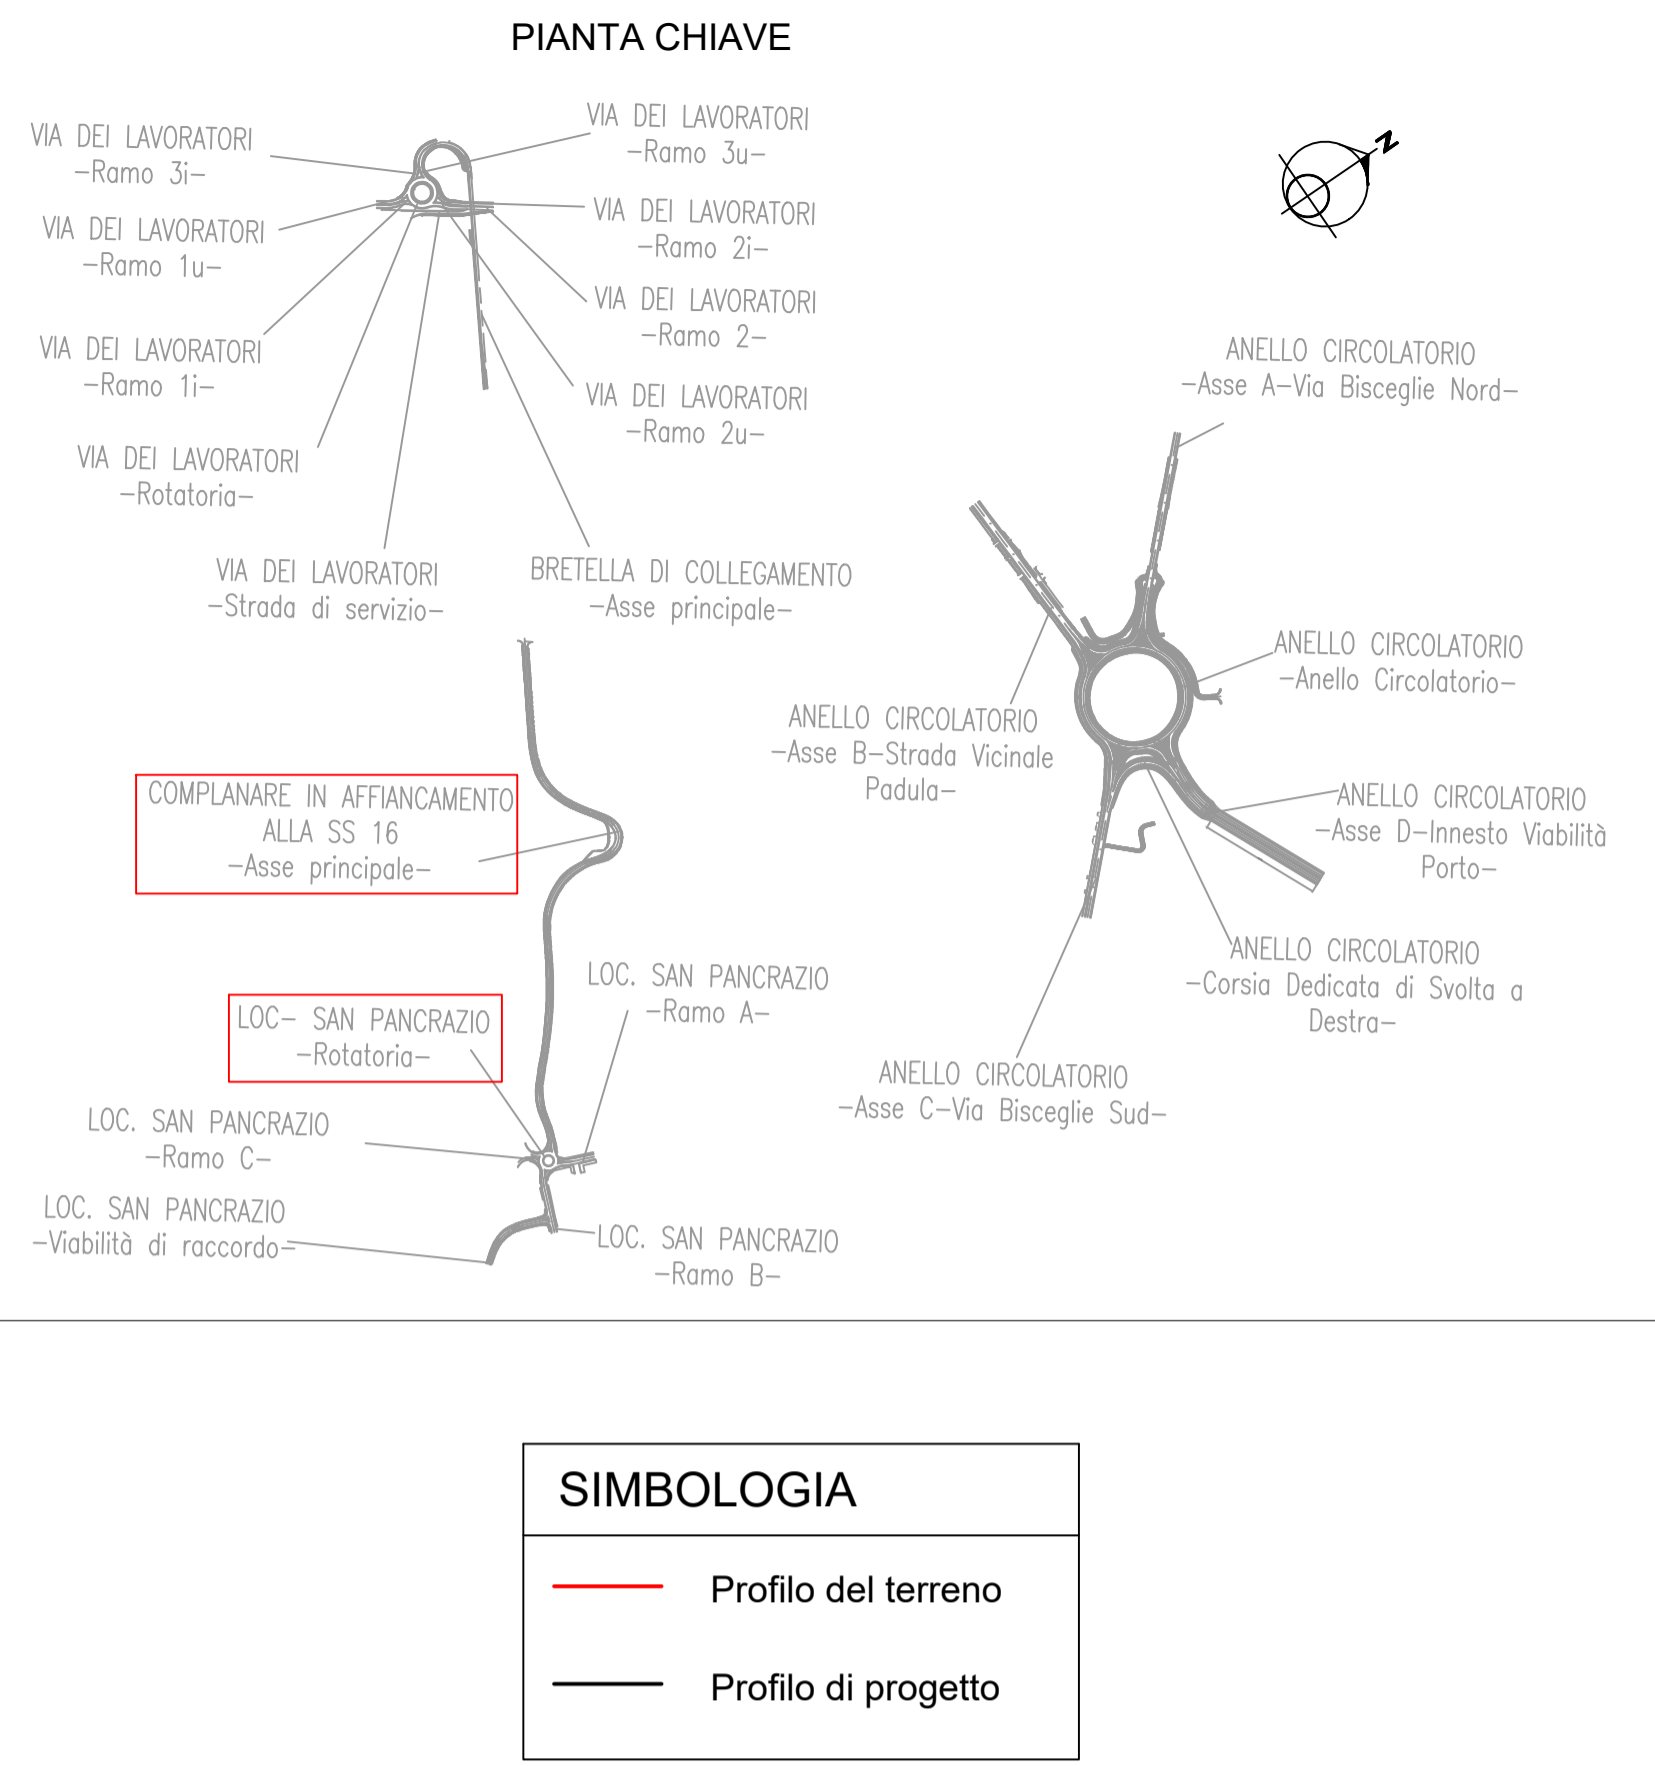 PIANTA CHIAVE
VIA DEI LAVORATORI
-Ramo 3i-
VIA DEI LAVORATORI
-Ramo 3u-
N
VIA DEI LAVORATORI
-Ramo 1u-
VIA DEI LAVORATORI
-Ramo 2i-
VIA DEI LAVORATORI
-Ramo 2-
VIA DEI LAVORATORI
-Ramo 1i-
VIA DEI LAVORATORI
-Ramo 2u-
ANELLO CIRCOLATORIO
-Asse A-Via Bisceglie Nord-
VIA DEI LAVORATORI
-Rotatoria-
VIA DEI LAVORATORI
-Strada di servizio-
BRETELLA DI COLLEGAMENTO
-Asse principale-
ANELLO CIRCOLATORIO
-Anello Circolatorio-
ANELLO CIRCOLATORIO
-Asse B-Strada Vicinale
Padula-
COMPLANARE IN AFFIANCAMENTO
ALLA SS 16
-Asse principale-
ANELLO CIRCOLATORIO
-Asse D-Innesto Viabilità
Porto-
ANELLO CIRCOLATORIO
-Corsia Dedicata di Svolta a
Destra-
LOC. SAN PANCRAZIO
-Ramo A-
LOC- SAN PANCRAZIO
-Rotatoria-
ANELLO CIRCOLATORIO
-Asse C-Via Bisceglie Sud-
LOC. SAN PANCRAZIO
-Ramo C-
LOC. SAN PANCRAZIO
-Viabilità di raccordo-
LOC. SAN PANCRAZIO
-Ramo B-
SIMBOLOGIA
Profilo del terreno
Profilo di progetto